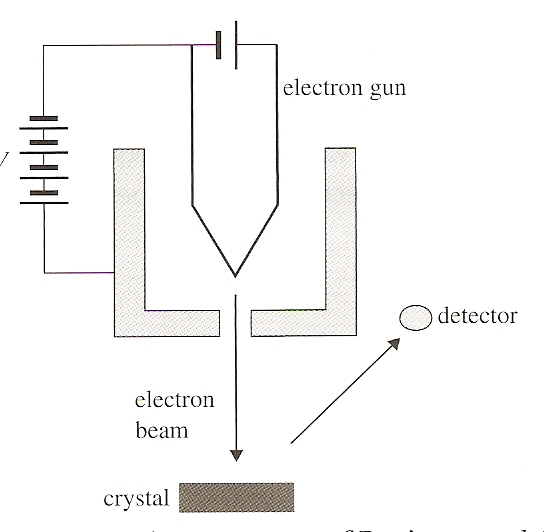 electron gun
V
detector
electron
beam
crystal